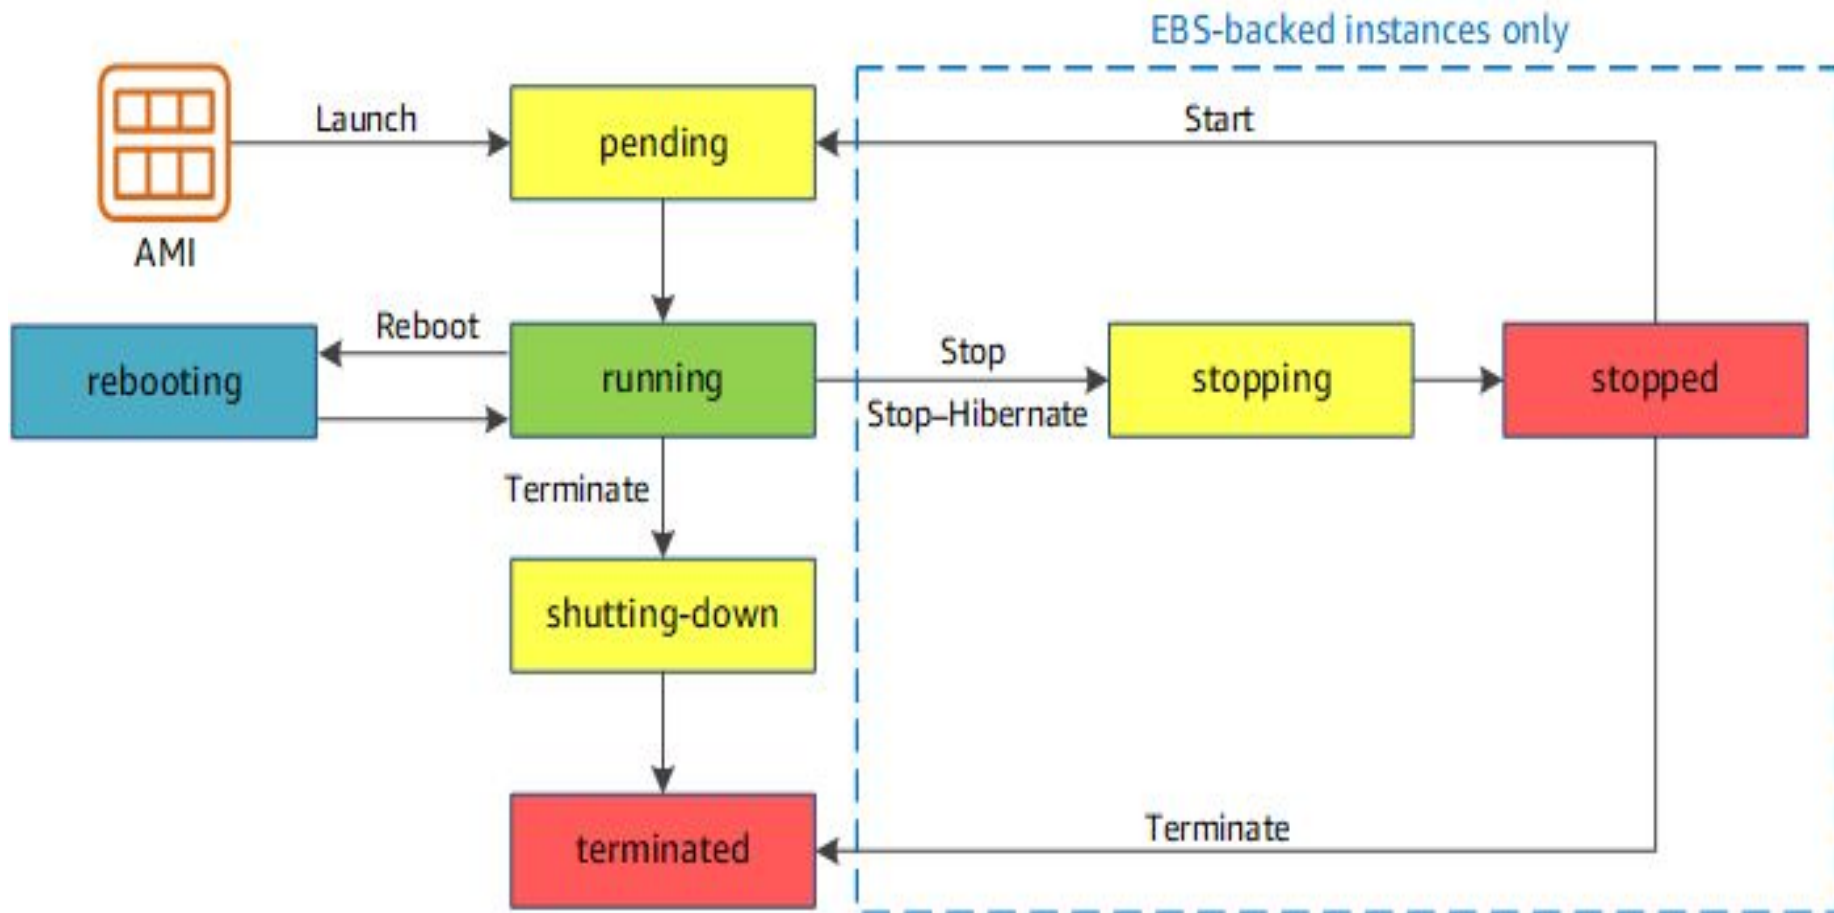 EBS-backed instances only
Launch
pending
Start
AMI
rebooting
Reboot
running
Stop
Stop–Hibernate
stopping
stopped
Terminate
shutting-down
terminated
Terminate